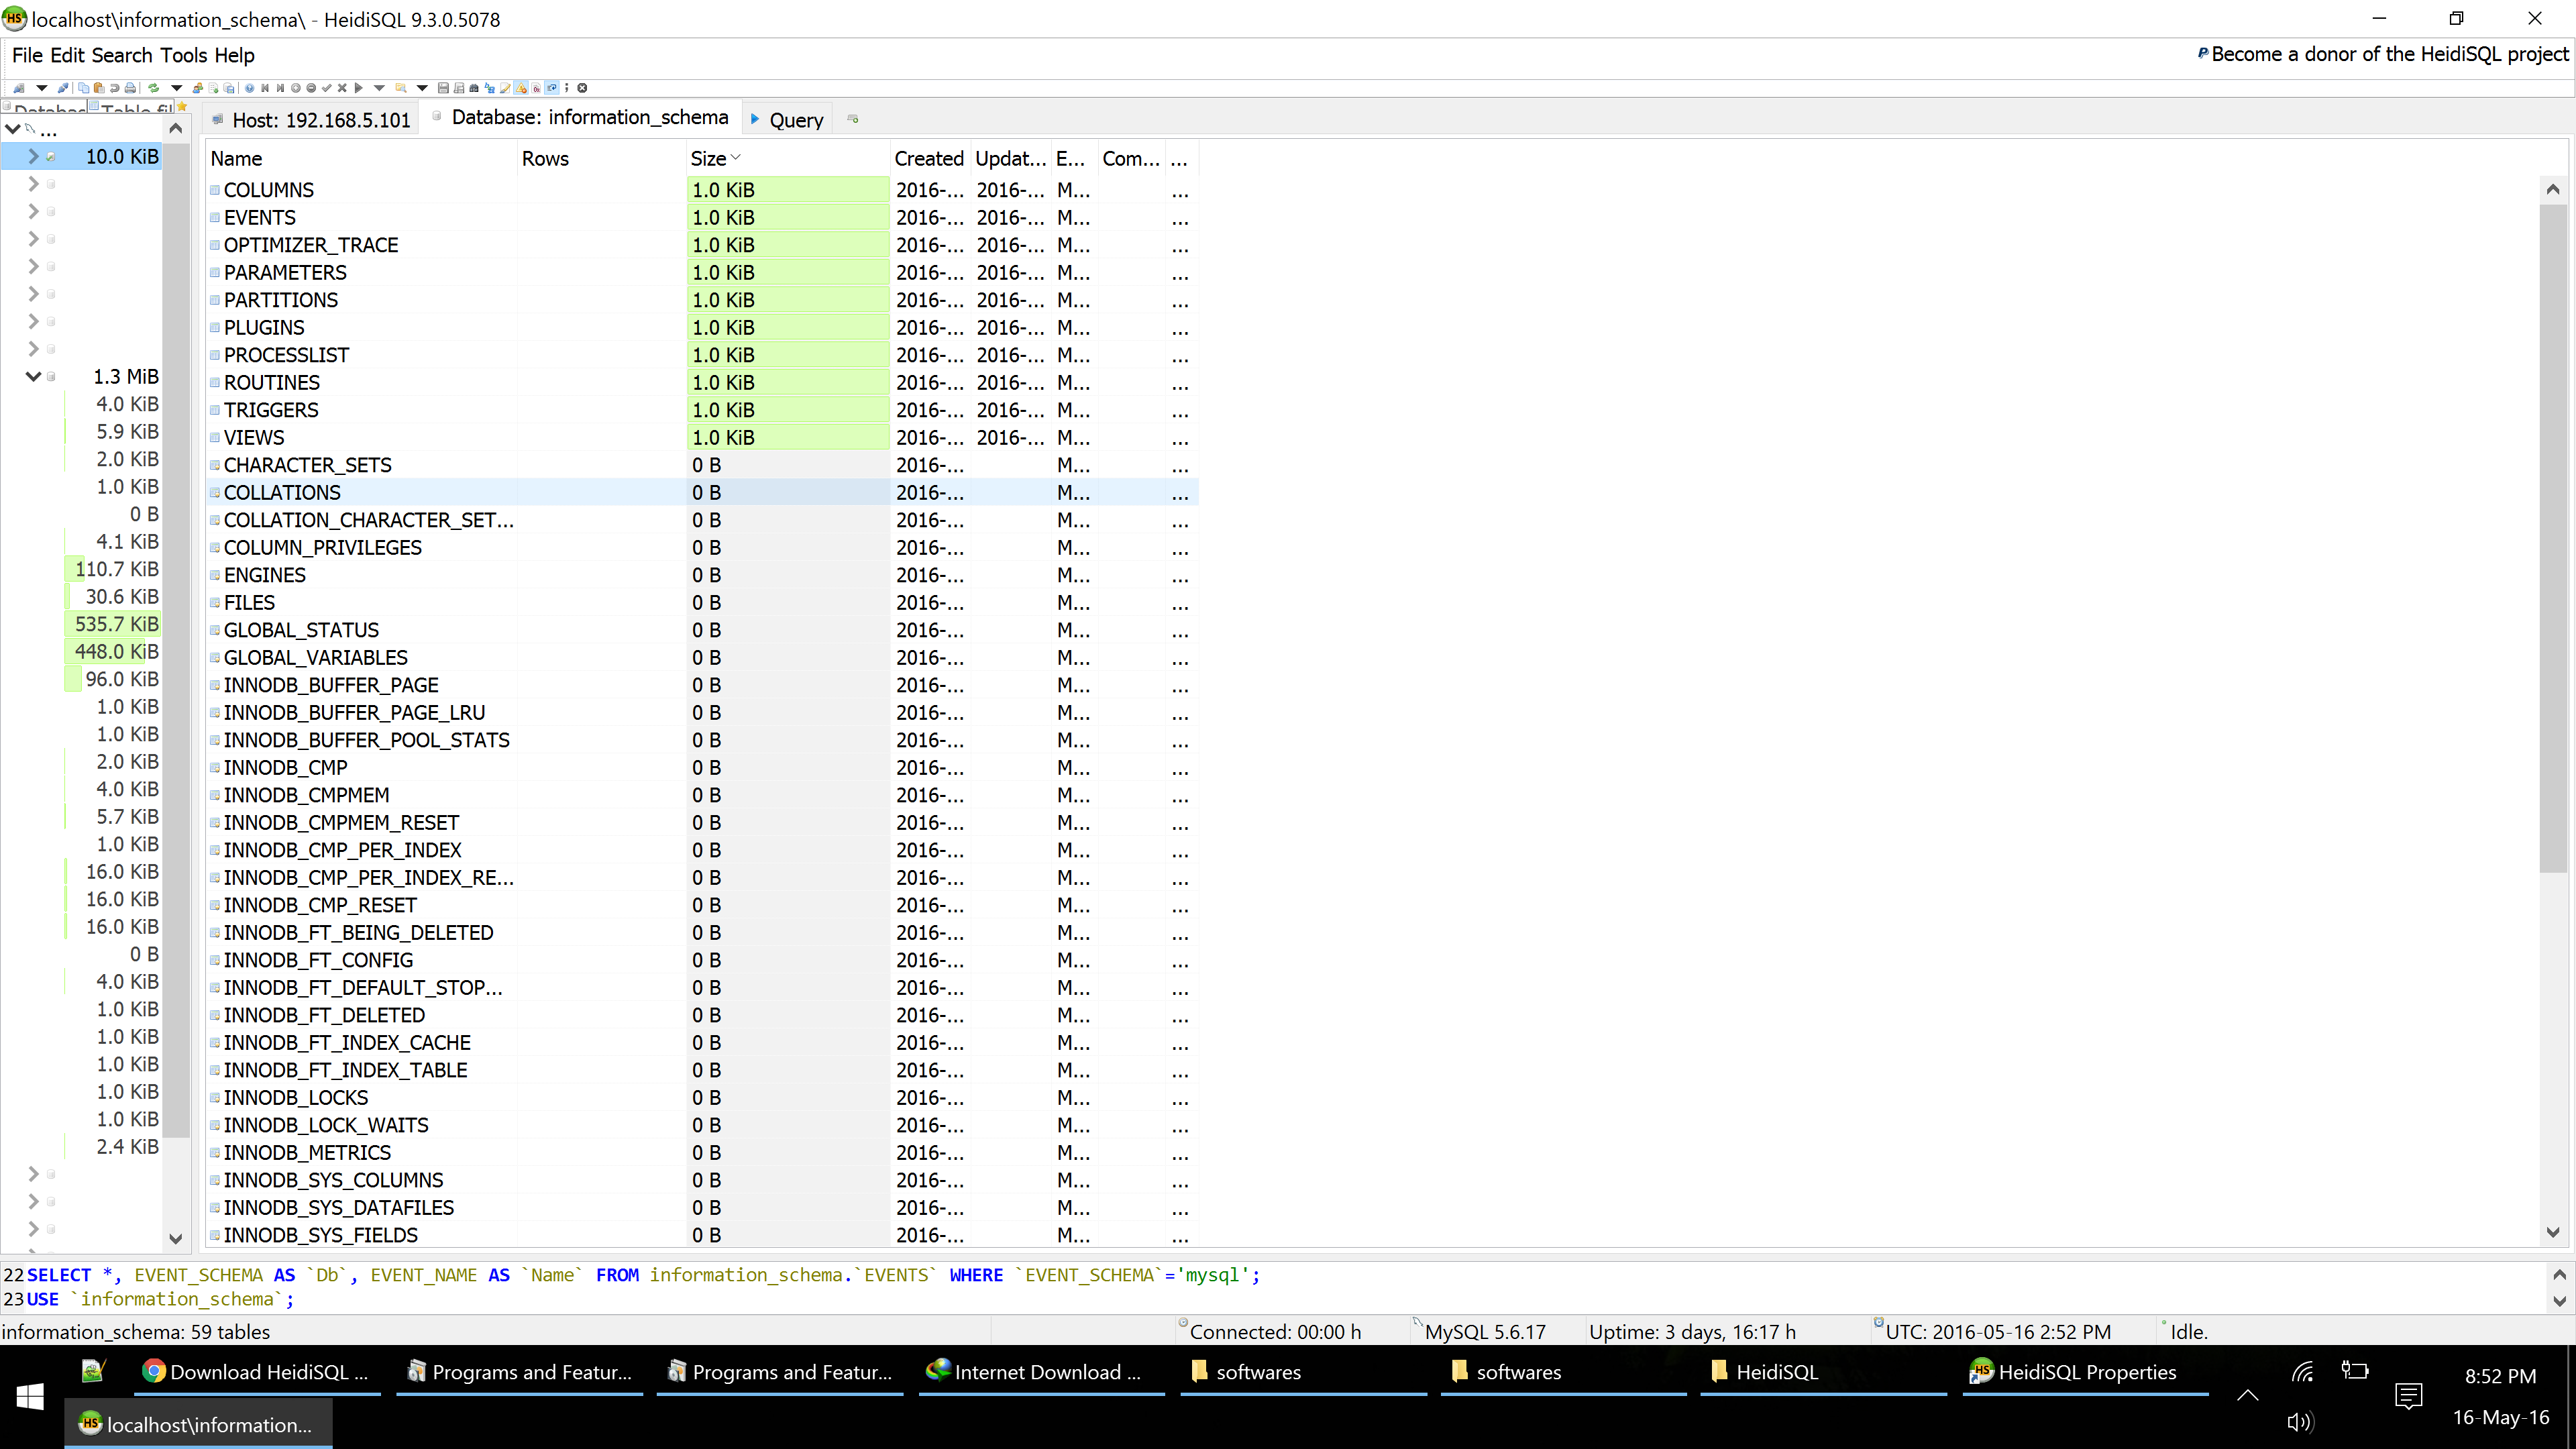 localhost\information_schema\ - HeidiSQL 9.3.0.5078
File Edit Search Tools Help
Become a donor of the HeidiSQL project
Host: 192.168.5.101 Database: information_schema Query
...
10.0 KiB
1.3 MiB
4.0 KiB
5.9 KiB
2.0 KiB
1.0 KiB
0 B
4.1 KiB
110.7 KiB
30.6 KiB
535.7 KiB
448.0 KiB
96.0 KiB
1.0 KiB
1.0 KiB
2.0 KiB
4.0 KiB
5.7 KiB
1.0 KiB
16.0 KiB
16.0 KiB
16.0 KiB
0 B
4.0 KiB
1.0 KiB
1.0 KiB
1.0 KiB
1.0 KiB
1.0 KiB
2.4 KiB
Name Rows Size Created Updat... E... Com... ...
COLUMNS 1.0 KiB 2016-... 2016-... M... ...
EVENTS 1.0 KiB 2016-... 2016-... M... ...
OPTIMIZER_TRACE 1.0 KiB 2016-... 2016-... M... ...
PARAMETERS 1.0 KiB 2016-... 2016-... M... ...
PARTITIONS 1.0 KiB 2016-... 2016-... M... ...
PLUGINS 1.0 KiB 2016-... 2016-... M... ...
PROCESSLIST 1.0 KiB 2016-... 2016-... M... ...
ROUTINES 1.0 KiB 2016-... 2016-... M... ...
TRIGGERS 1.0 KiB 2016-... 2016-... M... ...
VIEWS 1.0 KiB 2016-... 2016-... M... ...
CHARACTER_SETS 0 B 2016-... M... ...
COLLATIONS 0 B 2016-... M... ...
COLLATION_CHARACTER_SET... 0 B 2016-... M... ...
COLUMN_PRIVILEGES 0 B 2016-... M... ...
ENGINES 0 B 2016-... M... ...
FILES 0 B 2016-... M... ...
GLOBAL_STATUS 0 B 2016-... M... ...
GLOBAL_VARIABLES 0 B 2016-... M... ...
INNODB_BUFFER_PAGE 0 B 2016-... M... ...
INNODB_BUFFER_PAGE_LRU 0 B 2016-... M... ...
INNODB_BUFFER_POOL_STATS 0 B 2016-... M... ...
INNODB_CMP 0 B 2016-... M... ...
INNODB_CMPMEM 0 B 2016-... M... ...
INNODB_CMPMEM_RESET 0 B 2016-... M... ...
INNODB_CMP_PER_INDEX 0 B 2016-... M... ...
INNODB_CMP_PER_INDEX_RE... 0 B 2016-... M... ...
INNODB_CMP_RESET 0 B 2016-... M... ...
INNODB_FT_BEING_DELETED 0 B 2016-... M... ...
INNODB_FT_CONFIG 0 B 2016-... M... ...
INNODB_FT_DEFAULT_STOP... 0 B 2016-... M... ...
INNODB_FT_DELETED 0 B 2016-... M... ...
INNODB_FT_INDEX_CACHE 0 B 2016-... M... ...
INNODB_FT_INDEX_TABLE 0 B 2016-... M... ...
INNODB_LOCKS 0 B 2016-... M... ...
INNODB_LOCK_WAITS 0 B 2016-... M... ...
INNODB_METRICS 0 B 2016-... M... ...
INNODB_SYS_COLUMNS 0 B 2016-... M... ...
INNODB_SYS_DATAFILES 0 B 2016-... M... ...
INNODB_SYS_FIELDS 0 B 2016-... M... ...
22 SELECT *, EVENT_SCHEMA AS `Db`, EVENT_NAME AS `Name` FROM information_schema.`EVENTS` WHERE `EVENT_SCHEMA`='mysql';
23 USE `information_schema`;
information_schema: 59 tables Connected: 00:00 h MySQL 5.6.17 Uptime: 3 days, 16:17 h UTC: 2016-05-16 2:52 PM Idle.
Download HeidiSQL ... Programs and Featur... Programs and Featur... Internet Download ... softwares softwares HeidiSQL HeidiSQL Properties
localhost\information...
8:52 PM
16-May-16